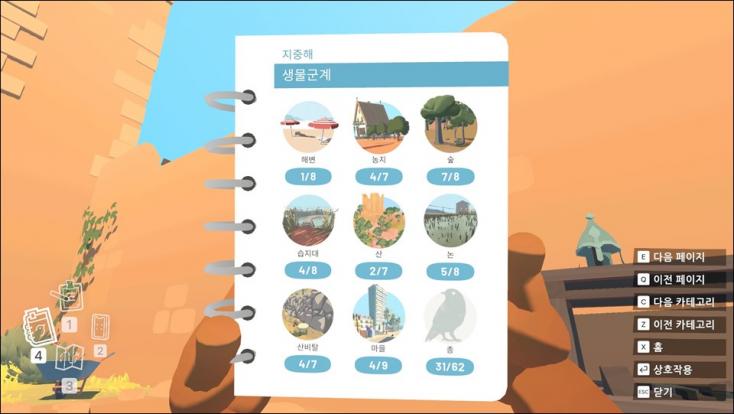 지중해
생물군계
해변
농지
숲
1/8
4/7
7/8
습지대
산
논
4/8
2/7
5/8
산비탈
마을
총
4/7
4/9
31/62
E 다음 페이지
Q 이전 페이지
C 다음 카테고리
Z 이전 카테고리
X 홈
상호작용
ESC 닫기
1
2
4
3